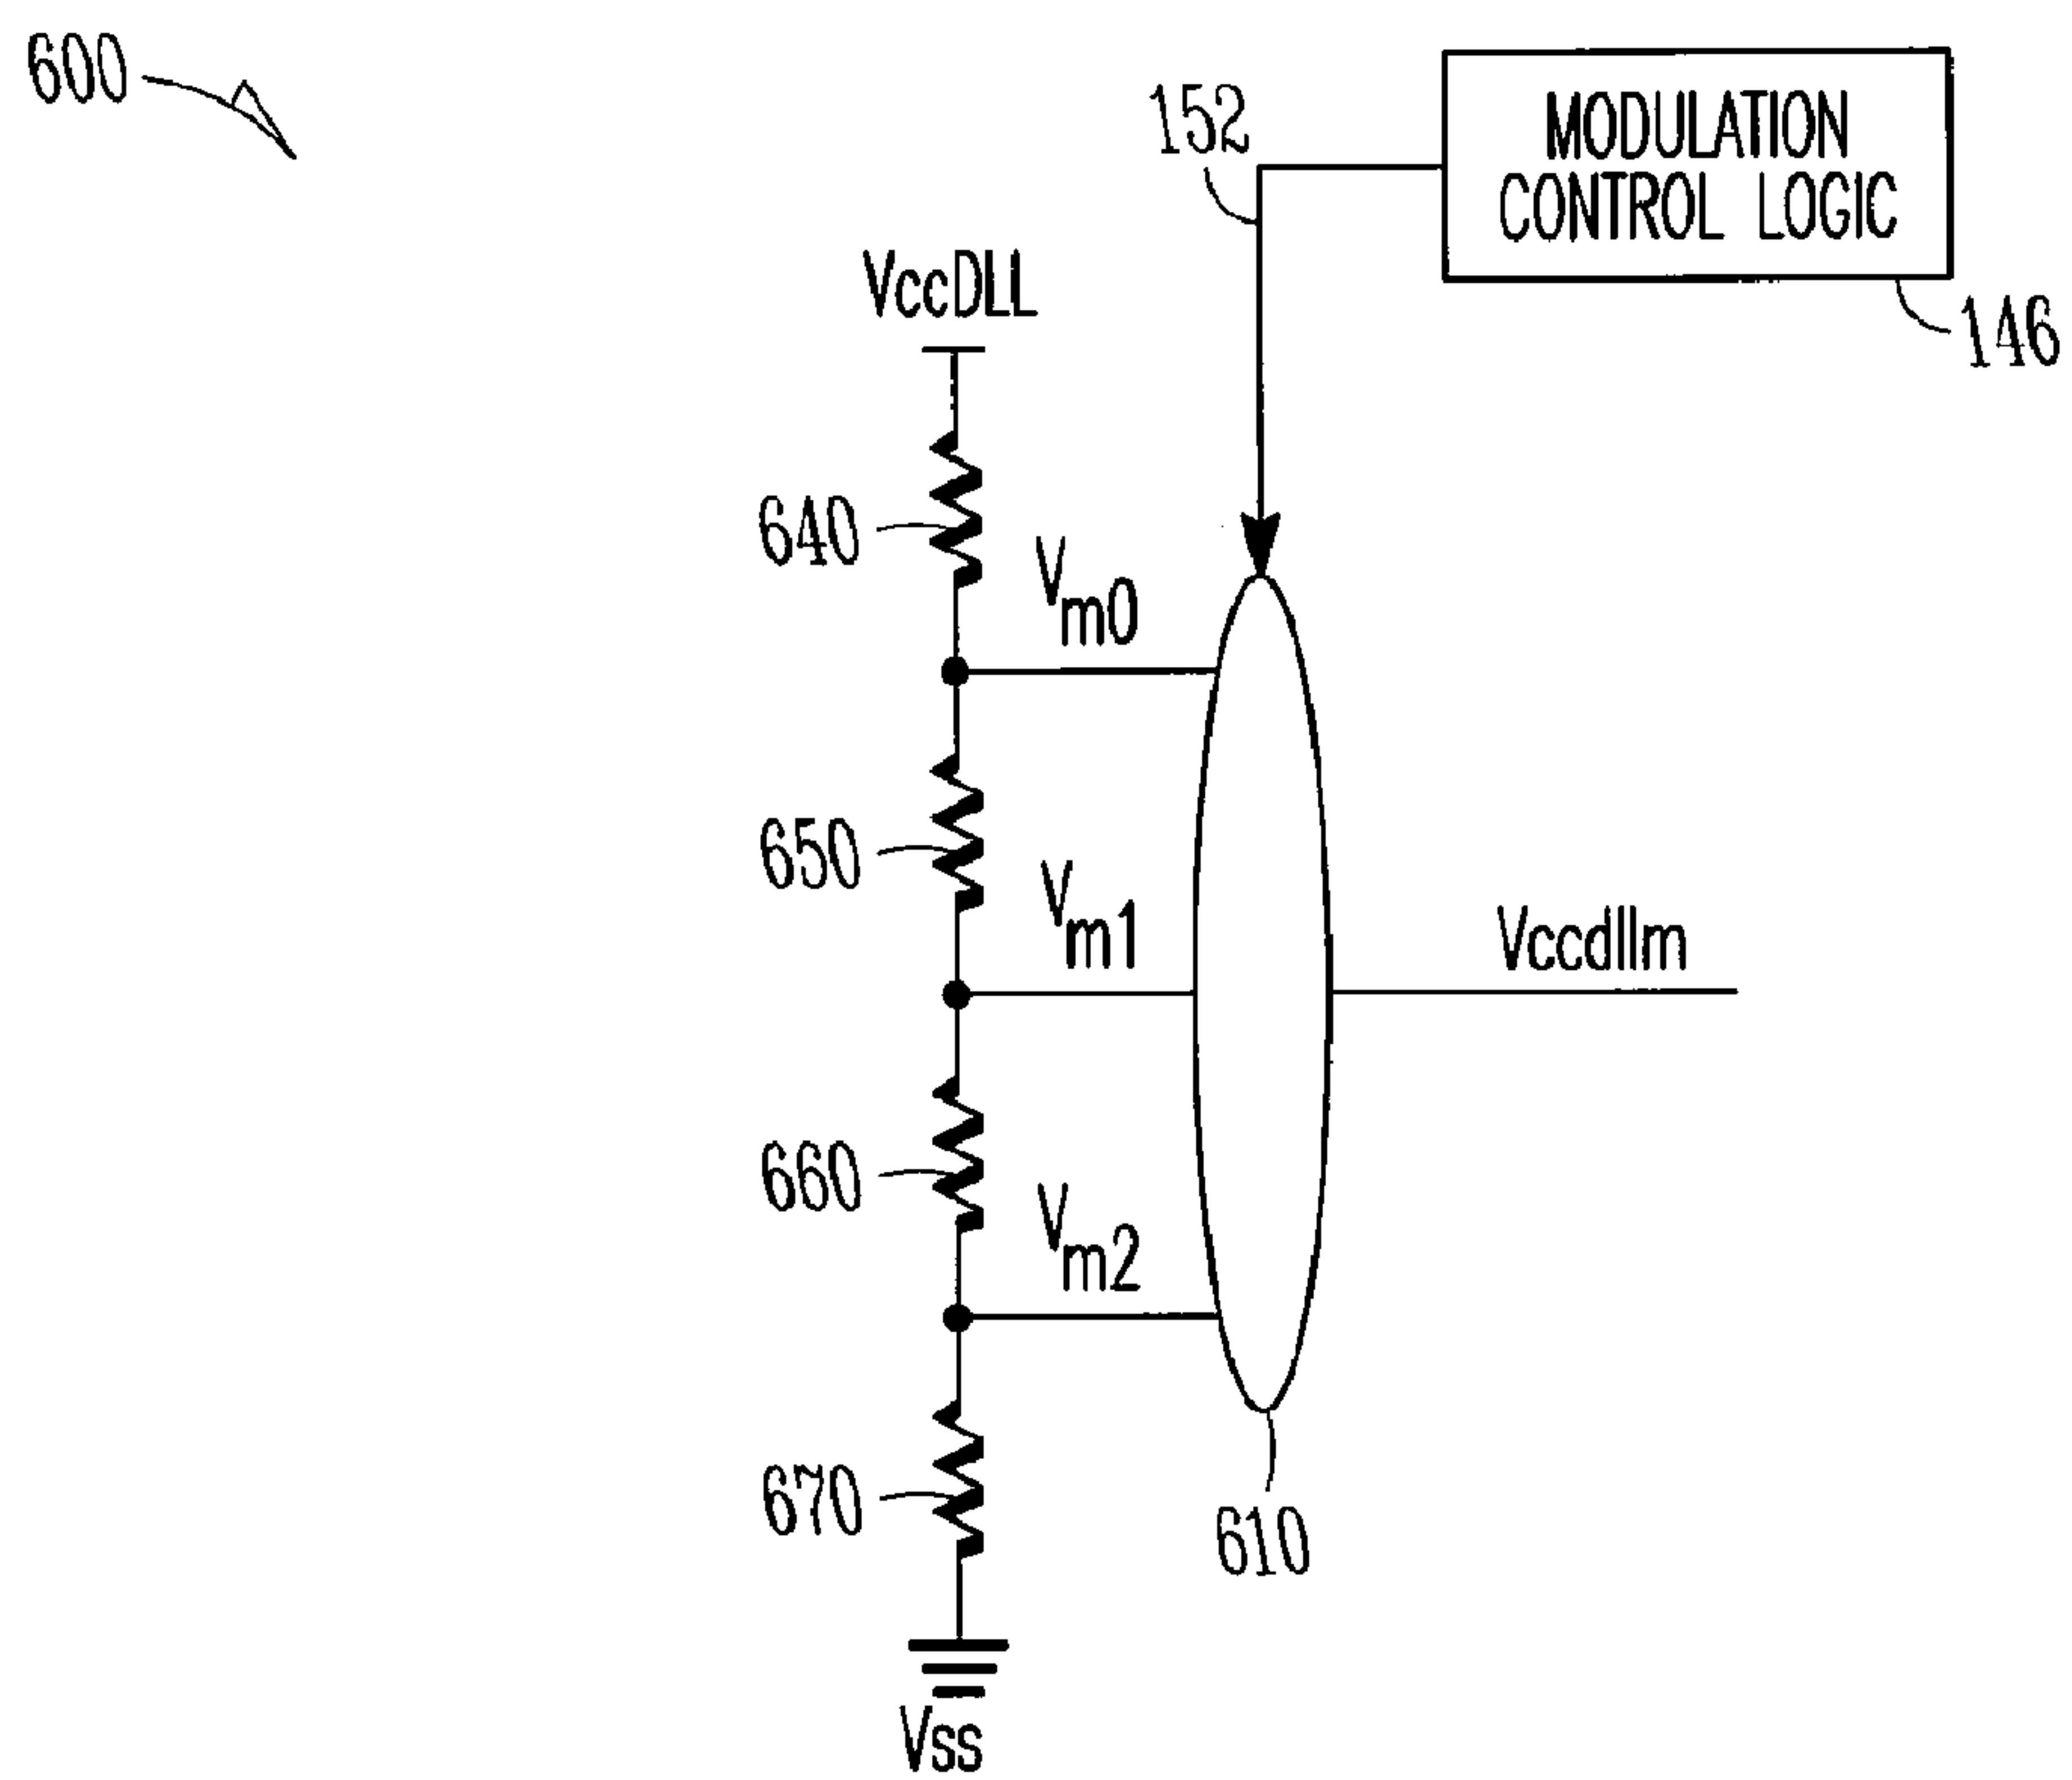 600
152
MODULATION
CONTROL LOGIC
146
VccDLL
640
Vm0
650
Vm1
Vccdllm
660
Vm2
670
610
Vss